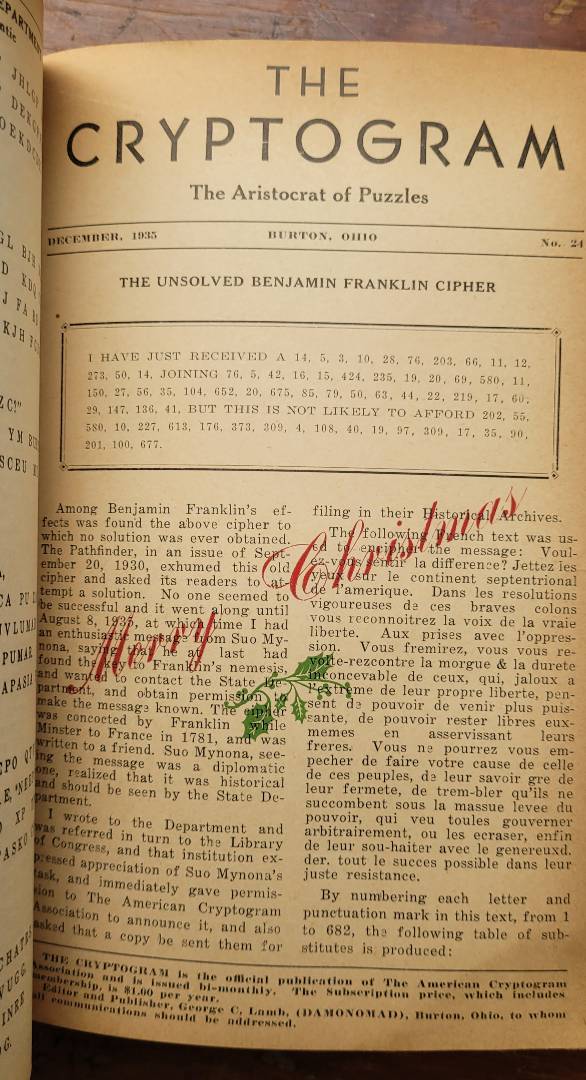 THE
CRYPTOGRAM
The Aristocrat of Puzzles
DECEMBER, 1935 BURTON, OHIO No. 24
THE UNSOLVED BENJAMIN FRANKLIN CIPHER
I HAVE JUST RECEIVED A 14, 5, 3, 10, 28, 76, 203, 66, 11, 12,
273, 50, 14, JOINING 76, 5, 42, 16, 15, 424, 235, 19, 20, 69, 580, 11,
150, 27, 56, 35, 104, 652, 20, 675, 85, 79, 50, 63, 44, 22, 219, 17, 60,
29, 147, 136, 41, BUT THIS IS NOT LIKELY TO AFFORD 202, 55,
580, 10, 227, 613, 176, 373, 309, 4, 108, 40, 19, 97, 309, 17, 35, 90,
201, 100, 677.
Among Benjamin Franklin's ef-
fects was found the above cipher to
which no solution was ever obtained.
The Pathfinder, in an issue of Sept-
ember 20, 1930, exhumed this old
cipher and asked its readers to at-
tempt a solution. No one seemed to
be successful and it went along until
August 8, 1935, at which time I had
an enthusiastic message from Suo My-
nona, saying that he at last had
found the key to Franklin's nemesis,
and wanted to contact the State De-
partment, and obtain permission to
make the message known. The cipher
was concocted by Franklin while
Minster to France in 1781, and was
written to a friend. Suo Mynona, see-
ing the message was a diplomatic
one, realized that it was historical
and should be seen by the State De-
partment.
I wrote to the Department and
was referred in turn to the Library
of Congress, and that institution ex-
pressed appreciation of Suo Mynona's
task, and immediately gave permis-
sion to The American Cryptogram
Association to announce it, and also
asked that a copy be sent them for
filing in their Historical Archives.
The following French text was us-
ed to encipher the message: Voul-
ez-vous sentir la difference? Jettez les
yeux sur le continent septentrional
de l'amerique. Dans les resolutions
vigoureuses de ces braves colons
vous reconnoitrez la voix de la vraie
liberte. Aux prises avec l'oppres-
sion. Vous fremirez, vous vous re-
volte-rezcontre la morgue & la durete
inconcevable de ceux, qui, jaloux a
l'extreme de leur propre liberte, pen-
sent de pouvoir de venir plus puis-
sante, de pouvoir rester libres eux-
memes en asservissant leurs
freres. Vous ne pourrez vous em-
pecher de faire votre cause de celle
de ces peuples, de leur savoir gre de
leur fermete, de trem-bler qu'ils ne
succombent sous la massue levee du
pouvoir, qui veu toules gouverner
arbitrairement, ou les ecraser, enfin
de leur sou-haiter avec le genereuxd.
der. tout le succes possible dans leur
juste resistance.
By numbering each letter and
punctuation mark in this text, from 1
to 682, the following table of sub-
stitutes is produced:
Merry
Christmas
THE CRYPTOGRAM is the official publication of The American Cryptogram
Association and is issued bi-monthly. The Subscription price, which includes
membership, is $1.00 per year.
Editor and Publisher, George C, Lamb, (DAMONOMAD), Burton, Ohio, to whom
all communications should be addressed.